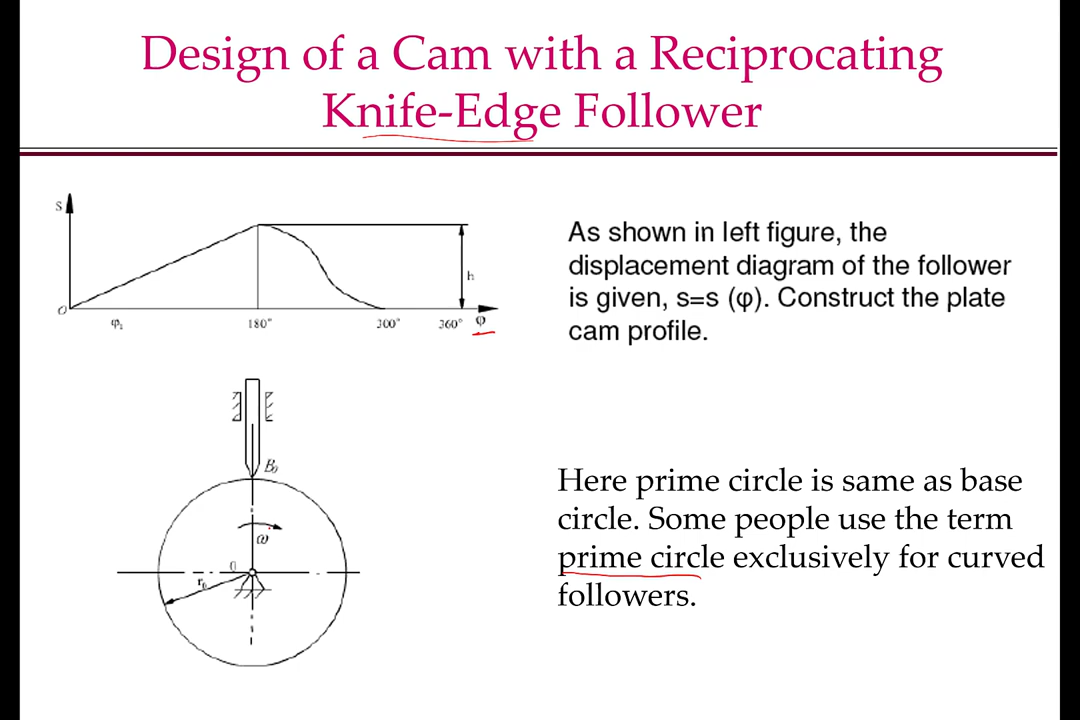 Design of a Cam with a Reciprocating
Knife-Edge Follower
s
h
O
φ₁
180°
300°
360°
φ
As shown in left figure, the
displacement diagram of the follower
is given, s=s (φ). Construct the plate
cam profile.
B₀
ω
0
r₀
Here prime circle is same as base
circle. Some people use the term
prime circle exclusively for curved
followers.